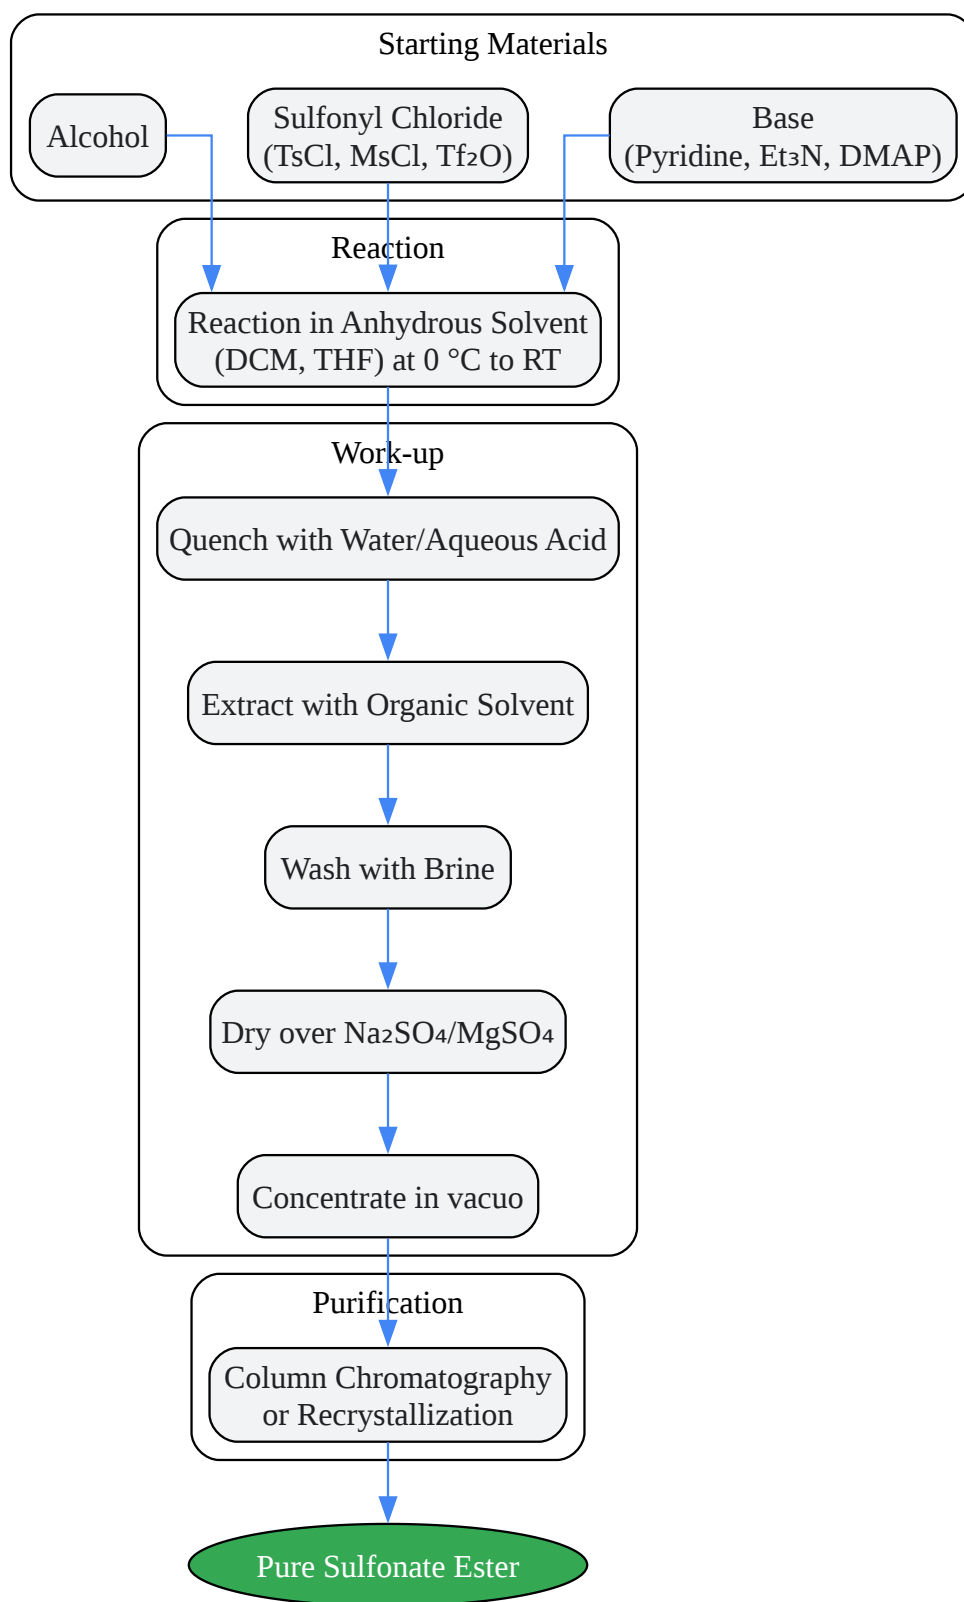 Starting Materials
Alcohol
Sulfonyl Chloride
(TsCl, MsCl, Tf₂O)
Base
(Pyridine, Et₃N, DMAP)
Reaction
Reaction in Anhydrous Solvent
(DCM, THF) at 0 °C to RT
Work-up
Quench with Water/Aqueous Acid
Extract with Organic Solvent
Wash with Brine
Dry over Na₂SO₄/MgSO₄
Concentrate in vacuo
Purification
Column Chromatography
or Recrystallization
Pure Sulfonate Ester